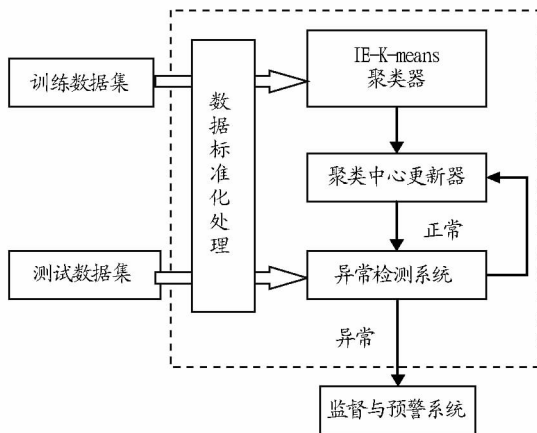 IE-K-means
聚类器
训练数据集
数据标准化处理
聚类中心更新器
正常
测试数据集
异常检测系统
异常
监督与预警系统